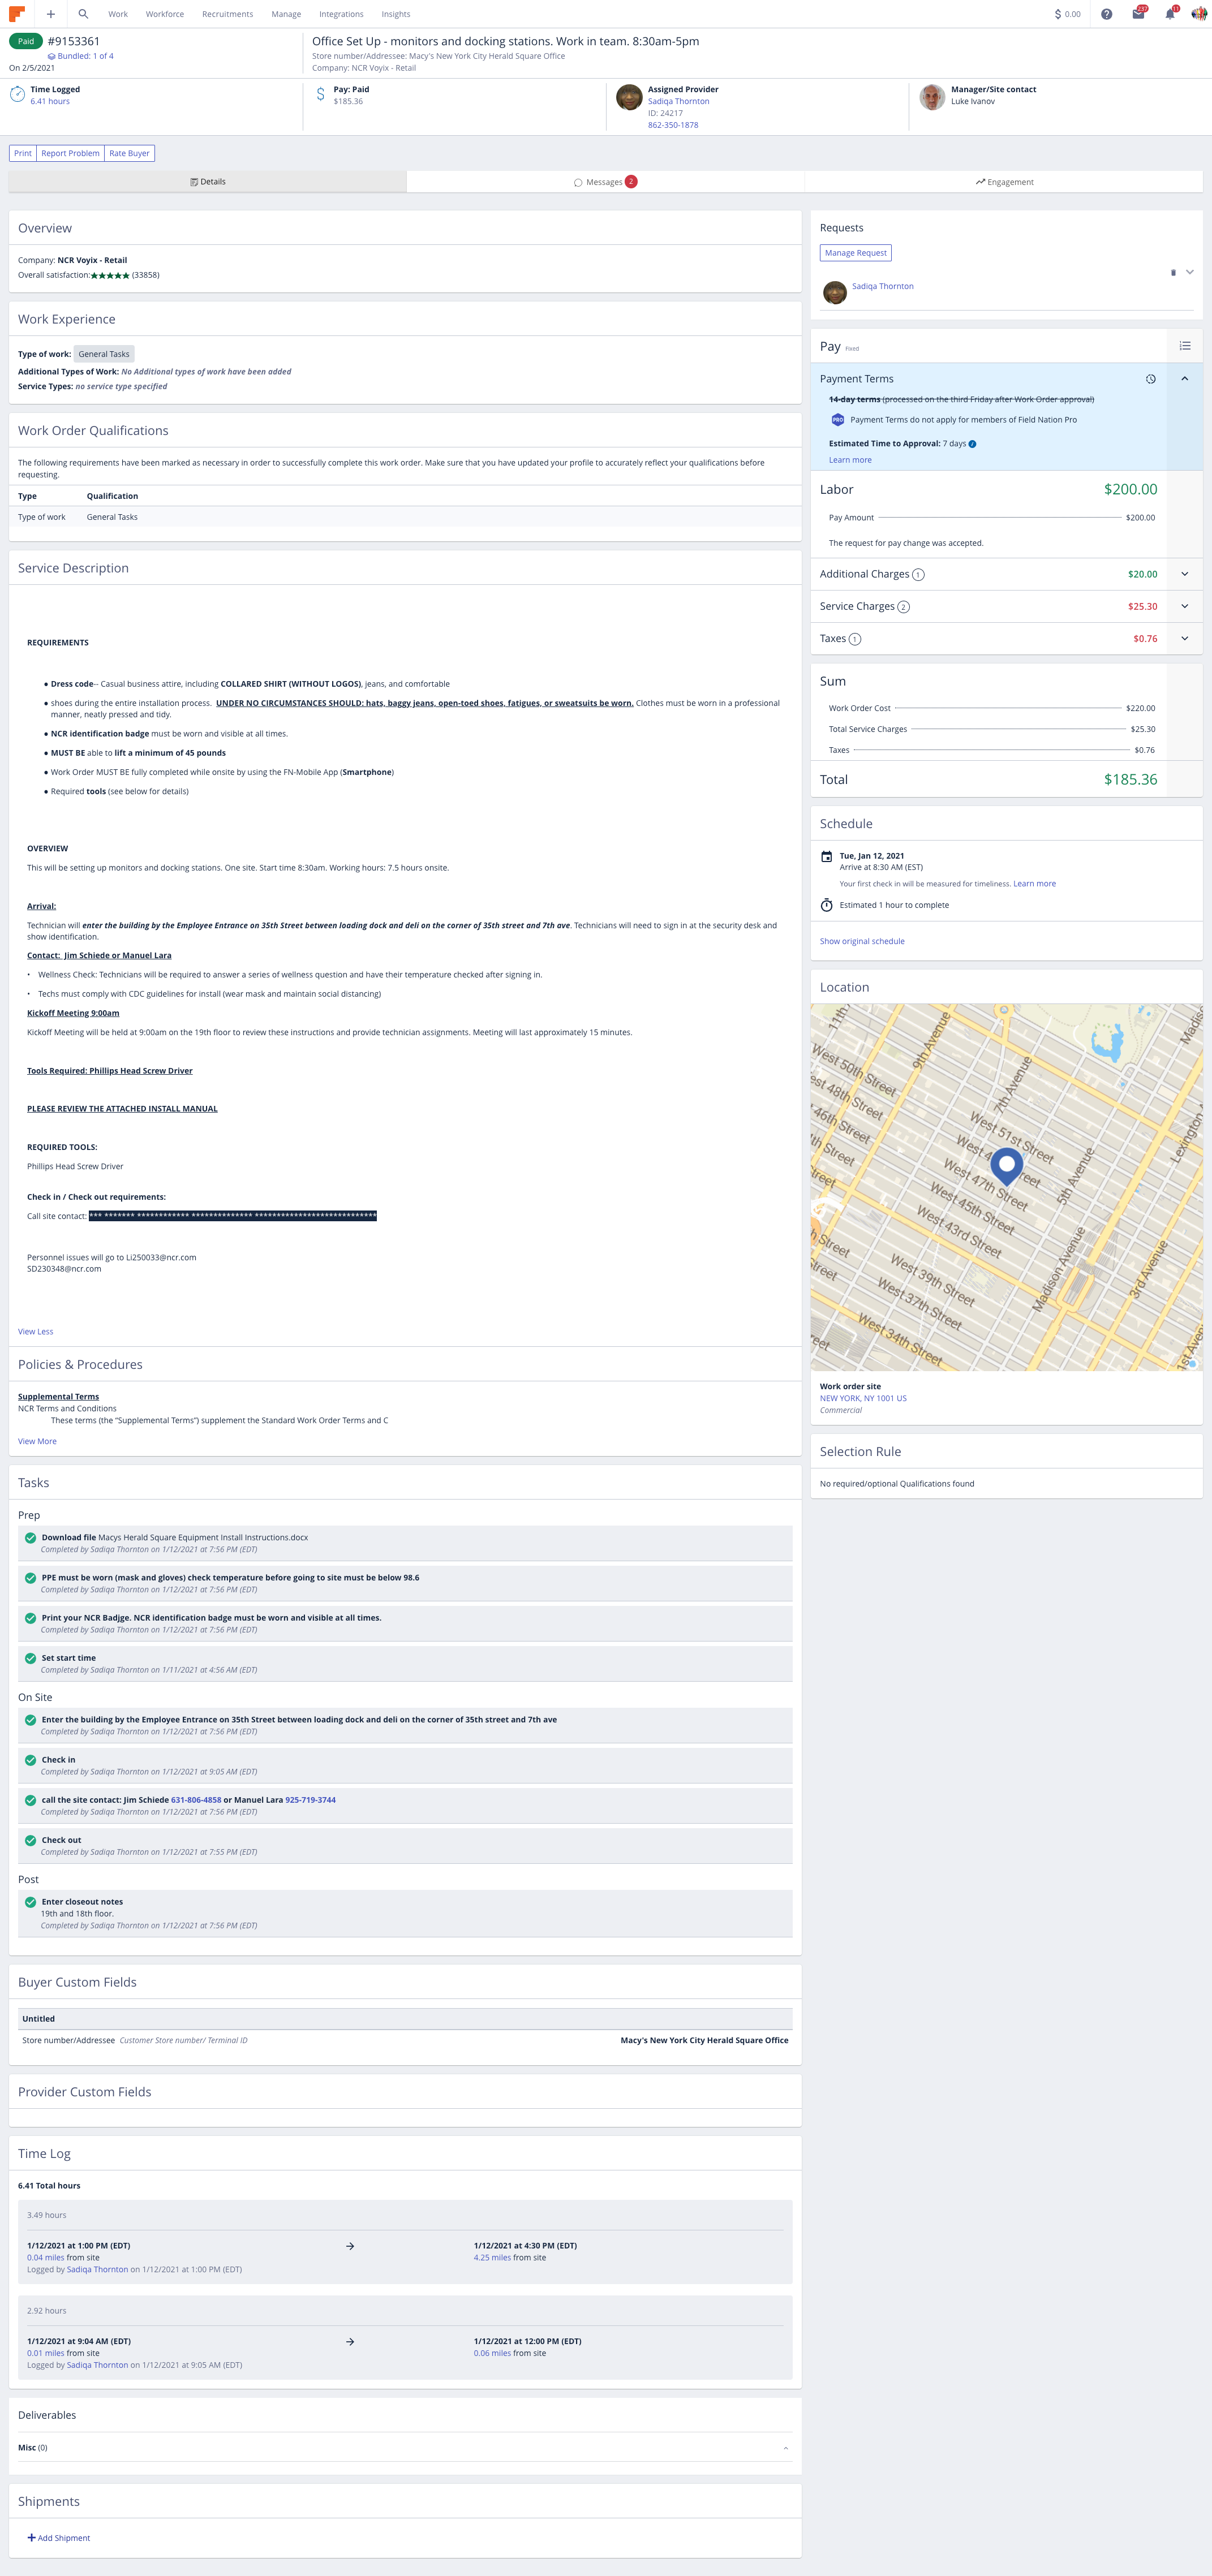 Work Workforce Recruitments Manage Integrations Insights
$ 0.00
237
11
Paid #9153361
Bundled: 1 of 4
On 2/5/2021
Office Set Up - monitors and docking stations. Work in team. 8:30am-5pm
Store number/Addressee: Macy's New York City Herald Square Office
Company: NCR Voyix - Retail
Time Logged
6.41 hours
Pay: Paid
$185.36
Assigned Provider
Sadiqa Thornton
ID: 24217
862-350-1878
Manager/Site contact
Luke Ivanov
Print Report Problem Rate Buyer
Details
Messages 2
Engagement
Overview
Company: NCR Voyix - Retail
Overall satisfaction:★★★★★ (33858)
Work Experience
Type of work: General Tasks
Additional Types of Work: No Additional types of work have been added
Service Types: no service type specified
Work Order Qualifications
The following requirements have been marked as necessary in order to successfully complete this work order. Make sure that you have updated your profile to accurately reflect your qualifications before
requesting.
Type Qualification
Type of work General Tasks
Service Description
REQUIREMENTS
● Dress code-- Casual business attire, including COLLARED SHIRT (WITHOUT LOGOS), jeans, and comfortable
● shoes during the entire installation process. UNDER NO CIRCUMSTANCES SHOULD: hats, baggy jeans, open-toed shoes, fatigues, or sweatsuits be worn. Clothes must be worn in a professional
manner, neatly pressed and tidy.
● NCR identification badge must be worn and visible at all times.
● MUST BE able to lift a minimum of 45 pounds
● Work Order MUST BE fully completed while onsite by using the FN-Mobile App (Smartphone)
● Required tools (see below for details)
OVERVIEW
This will be setting up monitors and docking stations. One site. Start time 8:30am. Working hours: 7.5 hours onsite.
Arrival:
Technician will enter the building by the Employee Entrance on 35th Street between loading dock and deli on the corner of 35th street and 7th ave. Technicians will need to sign in at the security desk and
show identification.
Contact: Jim Schiede or Manuel Lara
• Wellness Check: Technicians will be required to answer a series of wellness question and have their temperature checked after signing in.
• Techs must comply with CDC guidelines for install (wear mask and maintain social distancing)
Kickoff Meeting 9:00am
Kickoff Meeting will be held at 9:00am on the 19th floor to review these instructions and provide technician assignments. Meeting will last approximately 15 minutes.
Tools Required: Phillips Head Screw Driver
PLEASE REVIEW THE ATTACHED INSTALL MANUAL
REQUIRED TOOLS:
Phillips Head Screw Driver
Check in / Check out requirements:
Call site contact:
Personnel issues will go to Li250033@ncr.com
SD230348@ncr.com
View Less
Policies & Procedures
Supplemental Terms
NCR Terms and Conditions
These terms (the “Supplemental Terms”) supplement the Standard Work Order Terms and C
View More
Tasks
Prep
Download file Macys Herald Square Equipment Install Instructions.docx
Completed by Sadiqa Thornton on 1/12/2021 at 7:56 PM (EDT)
PPE must be worn (mask and gloves) check temperature before going to site must be below 98.6
Completed by Sadiqa Thornton on 1/12/2021 at 7:56 PM (EDT)
Print your NCR Badjge. NCR identification badge must be worn and visible at all times.
Completed by Sadiqa Thornton on 1/12/2021 at 7:56 PM (EDT)
Set start time
Completed by Sadiqa Thornton on 1/11/2021 at 4:56 AM (EDT)
On Site
Enter the building by the Employee Entrance on 35th Street between loading dock and deli on the corner of 35th street and 7th ave
Completed by Sadiqa Thornton on 1/12/2021 at 7:56 PM (EDT)
Check in
Completed by Sadiqa Thornton on 1/12/2021 at 9:05 AM (EDT)
call the site contact: Jim Schiede 631-806-4858 or Manuel Lara 925-719-3744
Completed by Sadiqa Thornton on 1/12/2021 at 7:56 PM (EDT)
Check out
Completed by Sadiqa Thornton on 1/12/2021 at 7:55 PM (EDT)
Post
Enter closeout notes
19th and 18th floor.
Completed by Sadiqa Thornton on 1/12/2021 at 7:56 PM (EDT)
Buyer Custom Fields
Untitled
Store number/Addressee Customer Store number/ Terminal ID Macy's New York City Herald Square Office
Provider Custom Fields
Time Log
6.41 Total hours
3.49 hours
1/12/2021 at 1:00 PM (EDT) 1/12/2021 at 4:30 PM (EDT)
0.04 miles from site 4.25 miles from site
Logged by Sadiqa Thornton on 1/12/2021 at 1:00 PM (EDT)
2.92 hours
1/12/2021 at 9:04 AM (EDT) 1/12/2021 at 12:00 PM (EDT)
0.01 miles from site 0.06 miles from site
Logged by Sadiqa Thornton on 1/12/2021 at 9:05 AM (EDT)
Deliverables
Misc (0)
Shipments
Add Shipment
Requests
Manage Request
Sadiqa Thornton
Pay Fixed
Payment Terms
14-day terms (processed on the third Friday after Work Order approval)
PRO Payment Terms do not apply for members of Field Nation Pro
Estimated Time to Approval: 7 days
Learn more
Labor $200.00
Pay Amount $200.00
The request for pay change was accepted.
Additional Charges 1 $20.00
Service Charges 2 $25.30
Taxes 1 $0.76
Sum
Work Order Cost $220.00
Total Service Charges $25.30
Taxes $0.76
Total $185.36
Schedule
Tue, Jan 12, 2021
Arrive at 8:30 AM (EST)
Your first check in will be measured for timeliness. Learn more
Estimated 1 hour to complete
Show original schedule
Location
11th
9th Avenue
Madis
West 50th Street
est 48th Street
46th Street
7th Avenue
West 51st Street
West 47th Street
West 45th Street
West 43rd Street
5th Avenue
Lexington
West 39th Street
West 37th Street
West 34th Street
Madison Avenue
3rd Avenue
1st Aven
Work order site
NEW YORK, NY 1001 US
Commercial
Selection Rule
No required/optional Qualifications found